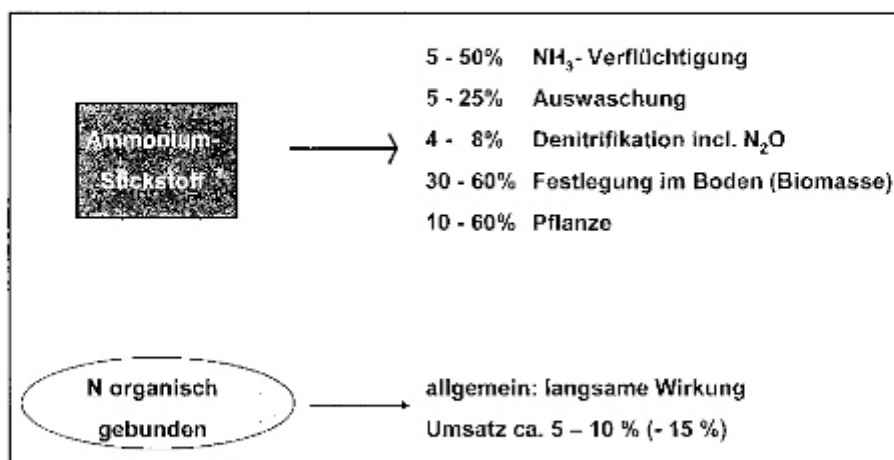 Ammonium-
Stickstoff
5 - 50% NH₃- Verflüchtigung
5 - 25% Auswaschung
4 - 8% Denitrifikation incl. N₂O
30 - 60% Festlegung im Boden (Biomasse)
10 - 60% Pflanze
N organisch
gebunden
allgemein: langsame Wirkung
Umsatz ca. 5 – 10 % (- 15 %)